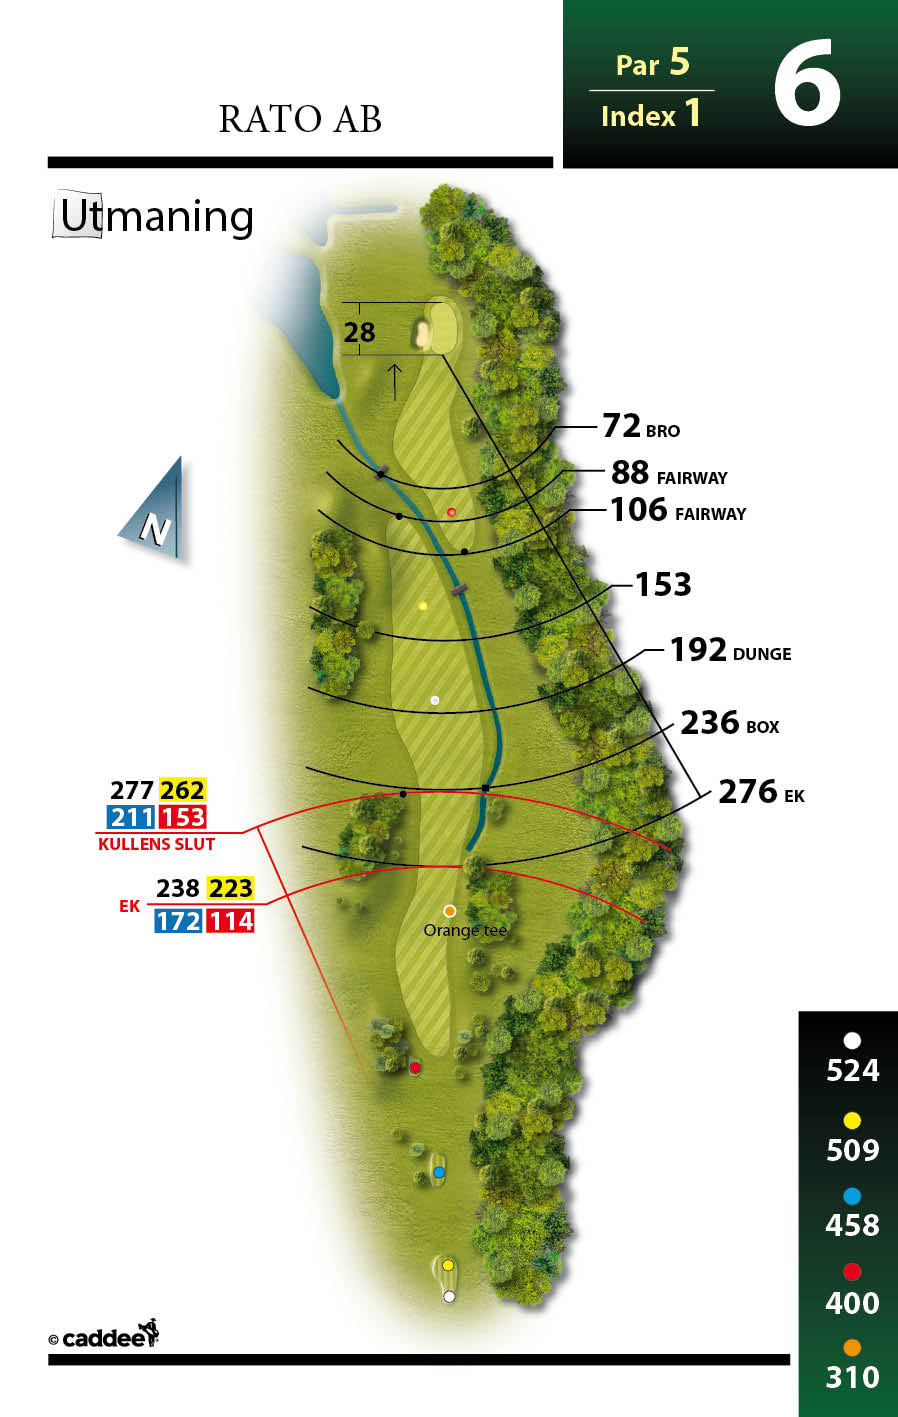 RATO AB
Par 5
Index 1
6
Utmaning
28
72 BRO
88 FAIRWAY
106 FAIRWAY
N
153
192 DUNGE
236 BOX
277 262
211 153
KULLENS SLUT
276 EK
238 223
EK
172 114
Orange tee
524
509
458
400
310
© caddee